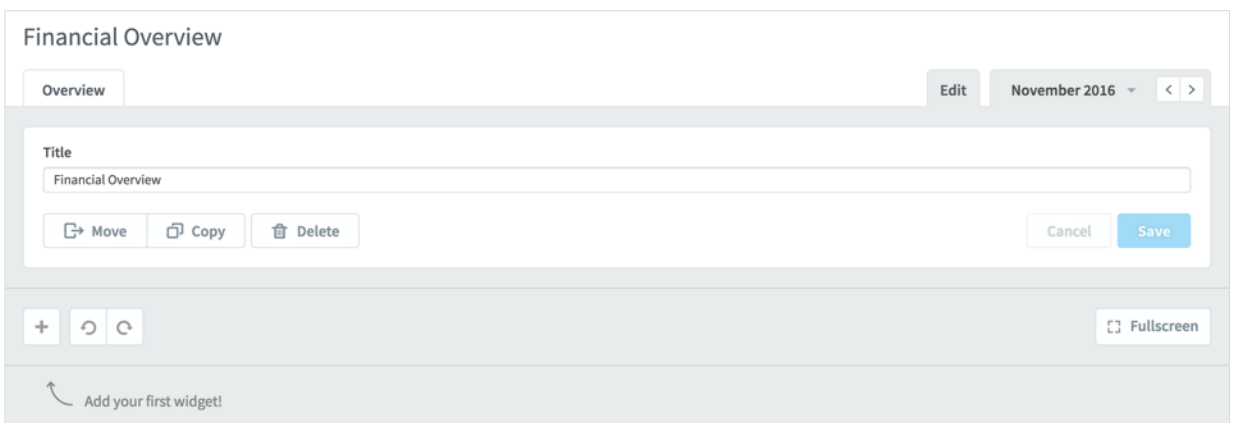 Financial Overview
Overview
Edit
November 2016
Title
Financial Overview
Move
Copy
Delete
Cancel
Save
Fullscreen
Add your first widget!